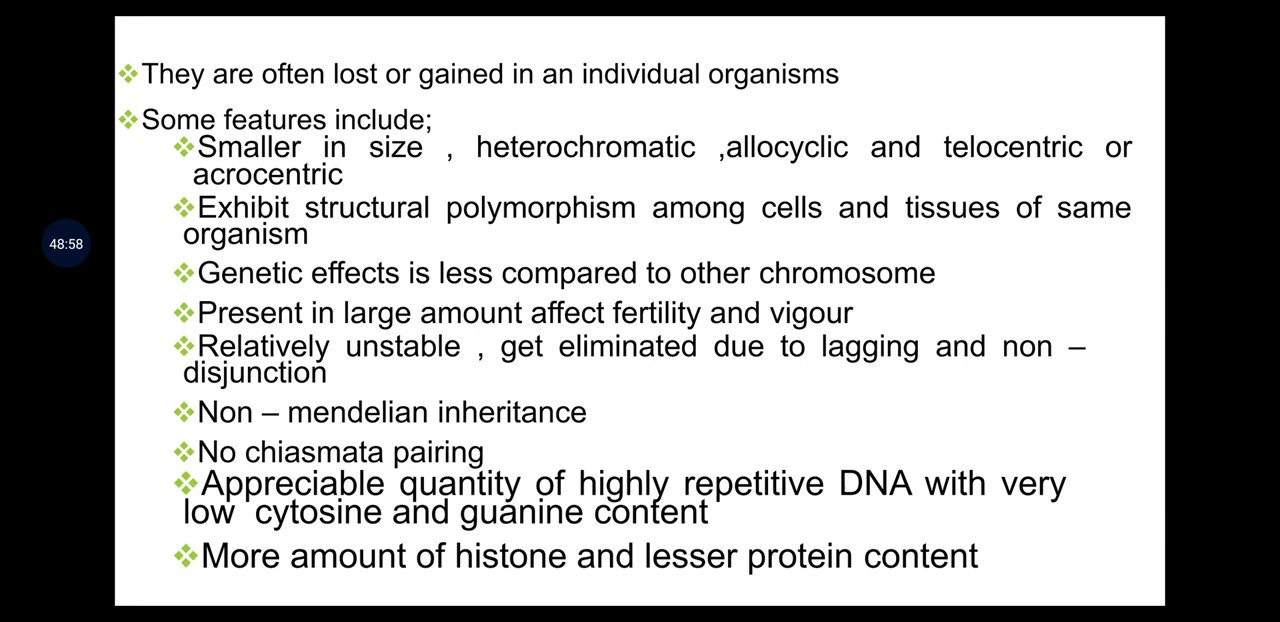 ❖They are often lost or gained in an individual organisms
❖Some features include;
❖Smaller in size , heterochromatic ,allocyclic and telocentric or
acrocentric
❖Exhibit structural polymorphism among cells and tissues of same
organism
48:58
❖Genetic effects is less compared to other chromosome
❖Present in large amount affect fertility and vigour
❖Relatively unstable , get eliminated due to lagging and non –
disjunction
❖Non – mendelian inheritance
❖No chiasmata pairing
❖Appreciable quantity of highly repetitive DNA with very
low cytosine and guanine content
❖More amount of histone and lesser protein content